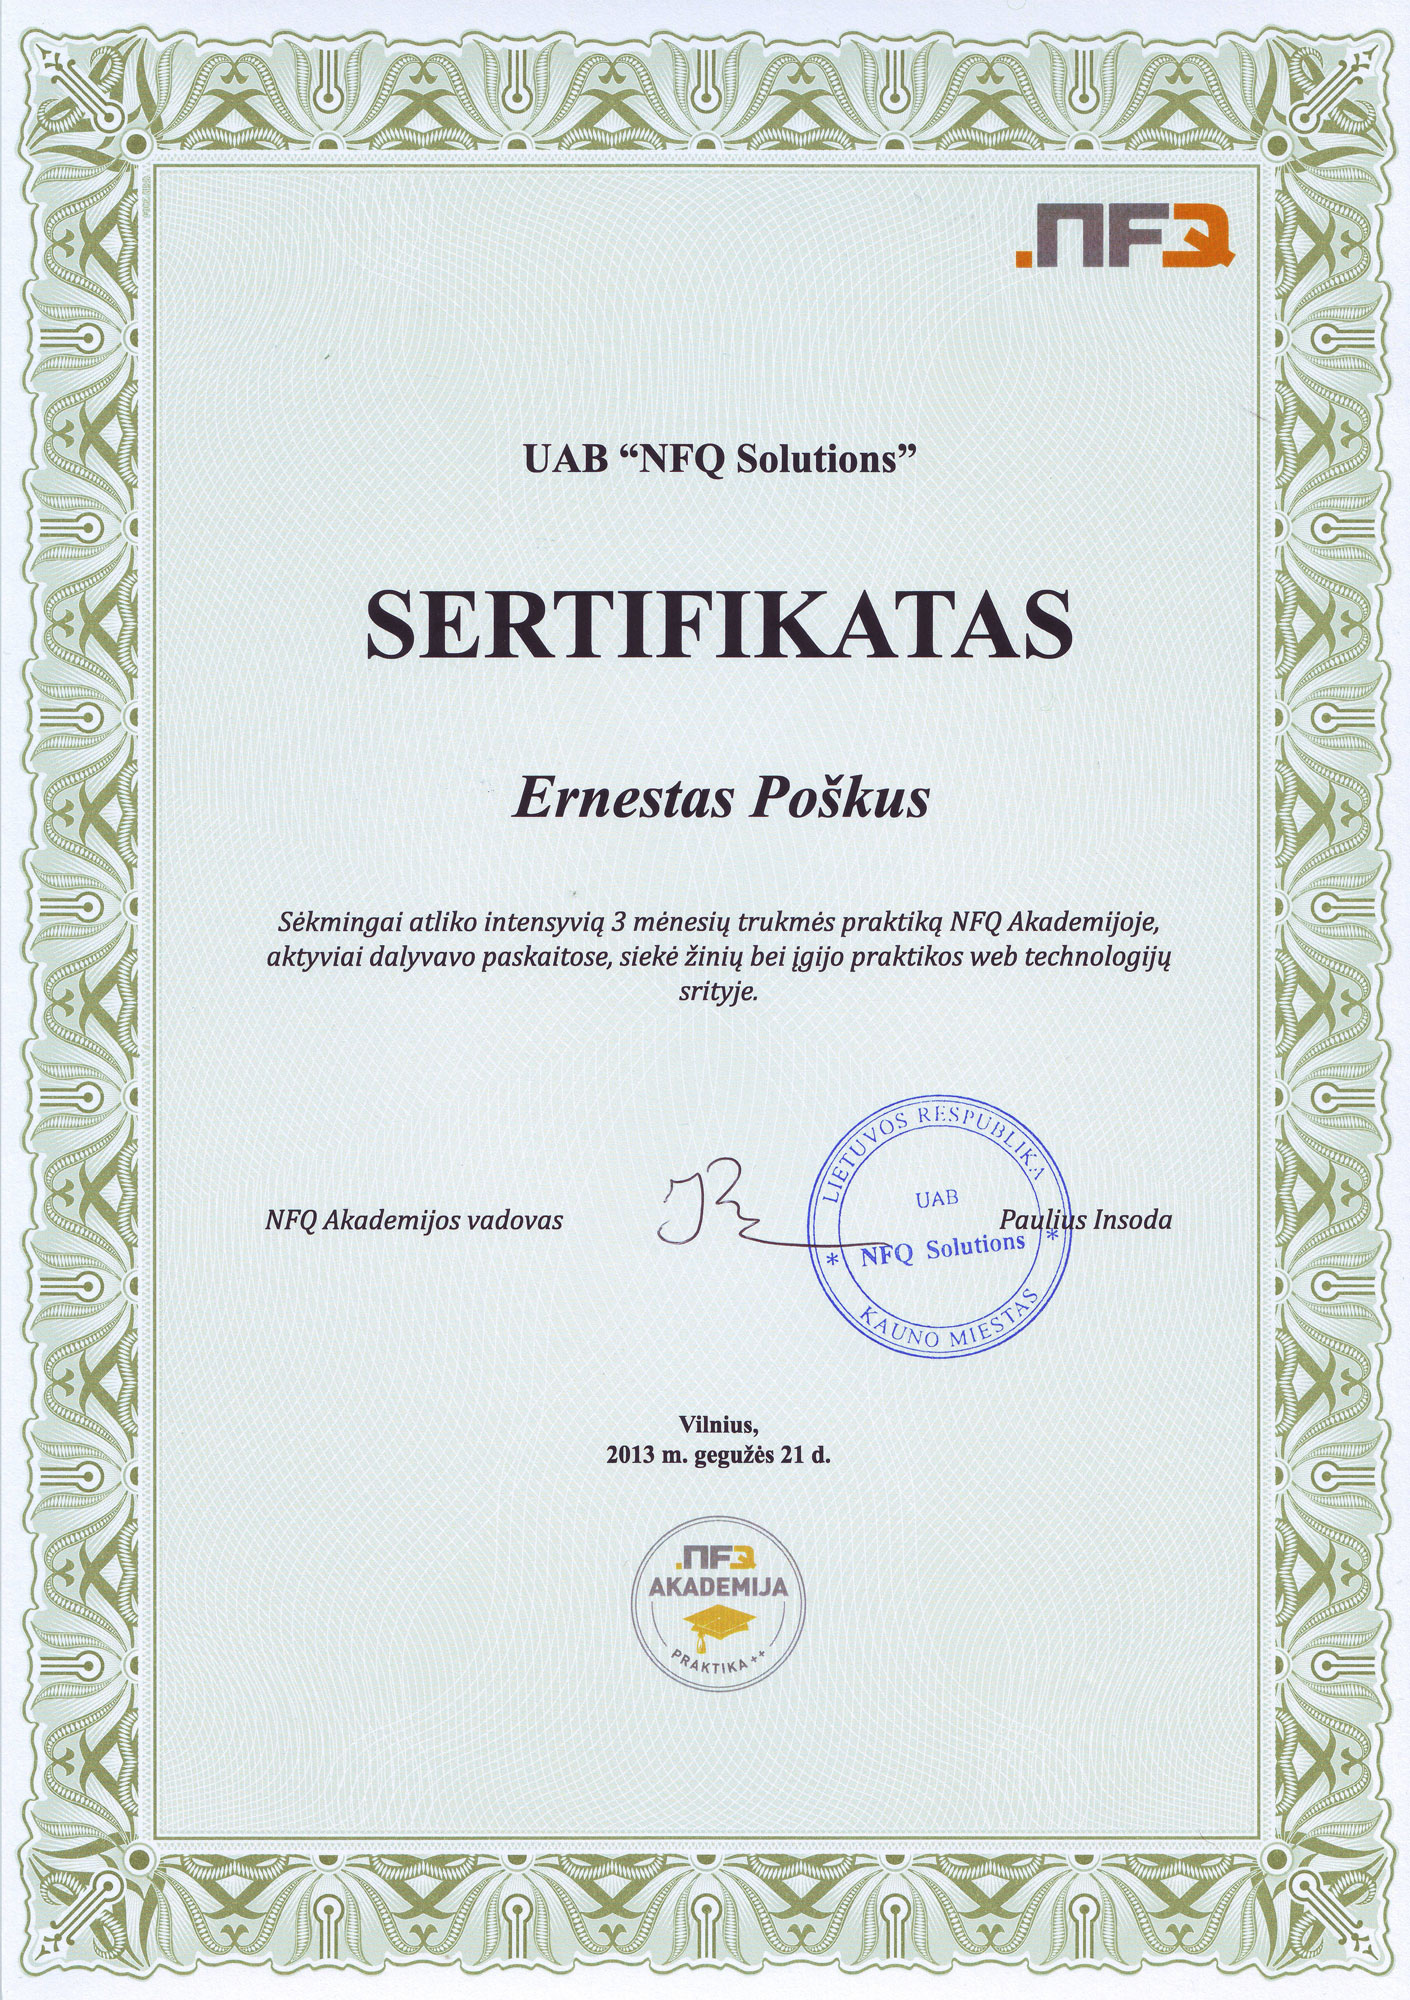 .NFQ
UAB “NFQ Solutions”
SERTIFIKATAS
Ernestas Poškus
Sėkmingai atliko intensyvią 3 mėnesių trukmės praktiką NFQ Akademijoje,
aktyviai dalyvavo paskaitose, siekė žinių bei įgijo praktikos web technologijų
srityje.
NFQ Akademijos vadovas
Paulius Insoda
LIETUVOS RESPUBLIKA
UAB
* NFQ Solutions *
KAUNO MIESTAS
Vilnius,
2013 m. gegužės 21 d.
.NFQ
AKADEMIJA
PRAKTIKA ++